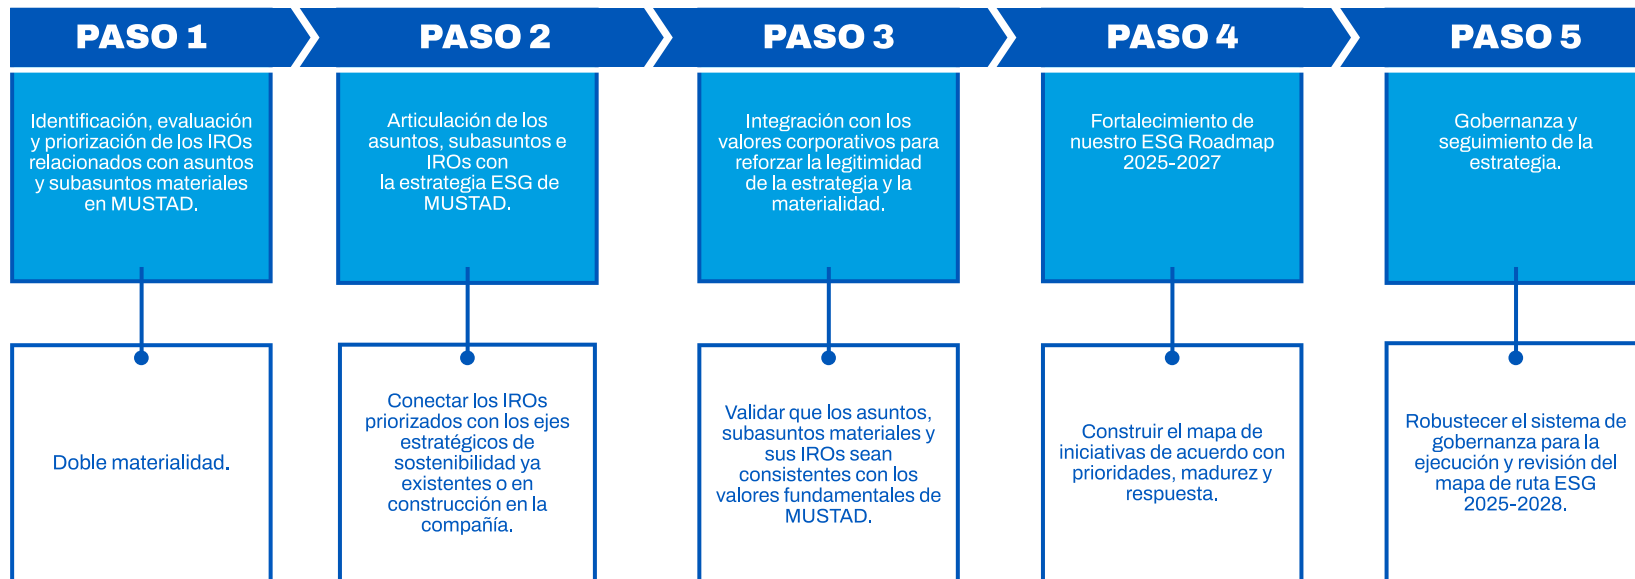 PASO 1
PASO 2
PASO 3
PASO 4
PASO 5
Identificación, evaluación
y priorización de los IROs
relacionados con asuntos
y subasuntos materiales
en MUSTAD.
Articulación de los
asuntos, subasuntos e
IROs con
la estrategia ESG de
MUSTAD.
Integración con los
valores corporativos para
reforzar la legitimidad
de la estrategia y la
materialidad.
Fortalecimiento de
nuestro ESG Roadmap
2025-2027
Gobernanza y
seguimiento de la
estrategia.
Doble materialidad.
Conectar los IROs
priorizados con los ejes
estratégicos de
sostenibilidad ya
existentes o en
construcción en la
compañía.
Validar que los asuntos,
subasuntos materiales y
sus IROs sean
consistentes con los
valores fundamentales de
MUSTAD.
Construir el mapa de
iniciativas de acuerdo con
prioridades, madurez y
respuesta.
Robustecer el sistema de
gobernanza para la
ejecución y revisión del
mapa de ruta ESG
2025-2028.